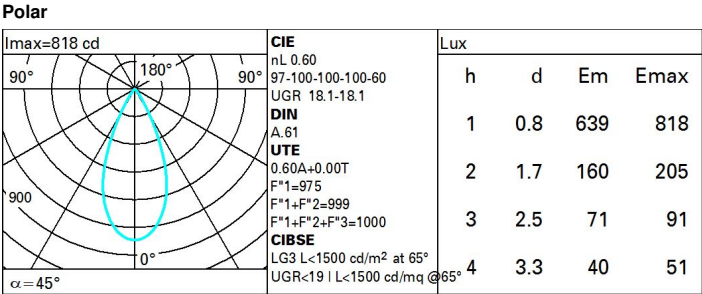 Polar
Imax=818 cd
90° 180° 90°
900
0°
α=45°
CIE
nL 0.60
97-100-100-100-60
UGR 18.1-18.1
DIN
A.61
UTE
0.60A+0.00T
F"1=975
F"1+F"2=999
F"1+F"2+F"3=1000
CIBSE
LG3 L<1500 cd/m² at 65°
UGR<19 | L<1500 cd/mq @65°
Lux
h d Em Emax
1 0.8 639 818
2 1.7 160 205
3 2.5 71 91
4 3.3 40 51